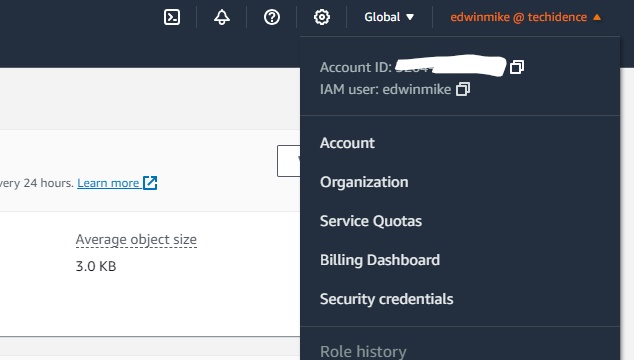 Global ▼ edwinmike @ techidence ▲
Account ID:
IAM user: edwinmike
Account
Organization
very 24 hours. Learn more
Service Quotas
Average object size
Billing Dashboard
3.0 KB
Security credentials
Role history